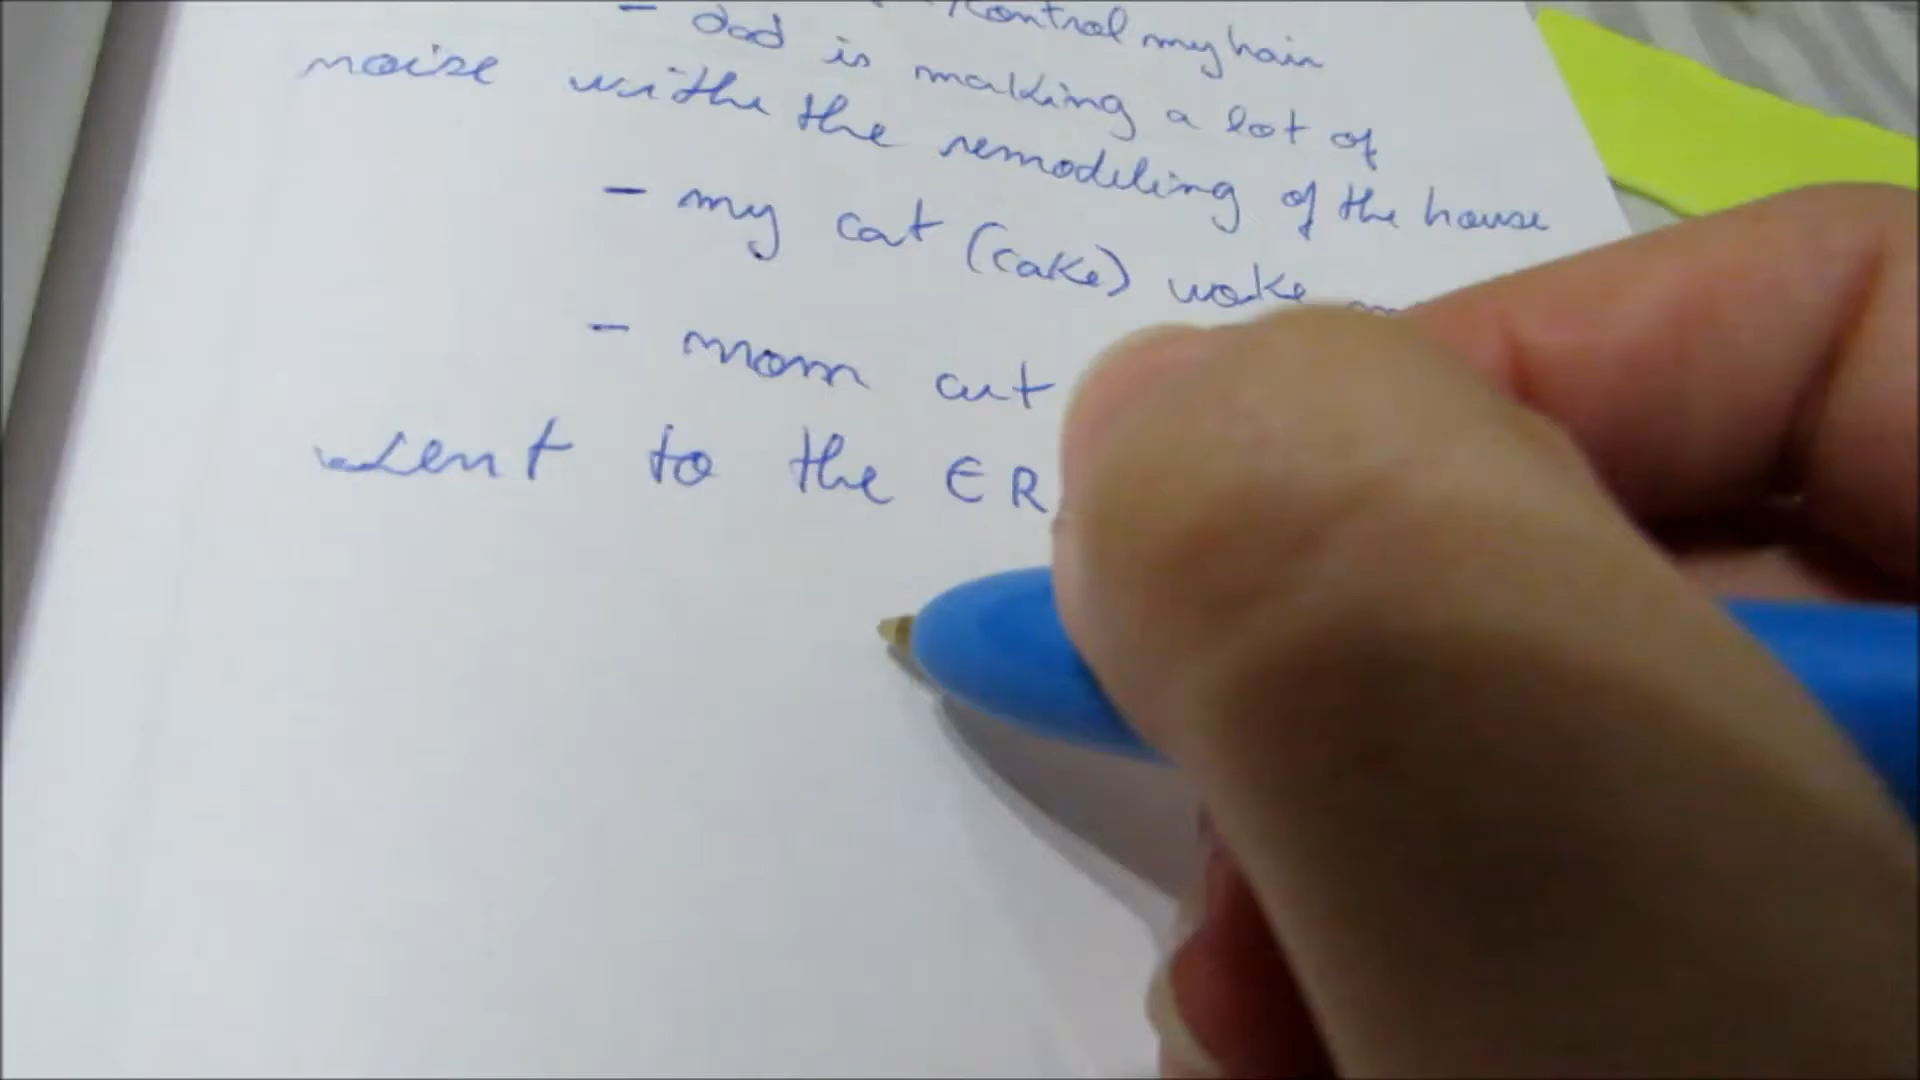 control my hair
- dad is making a lot of
noise withe the remodeling of the house
- my cat (cake) woke
- mom cut
went to the ER